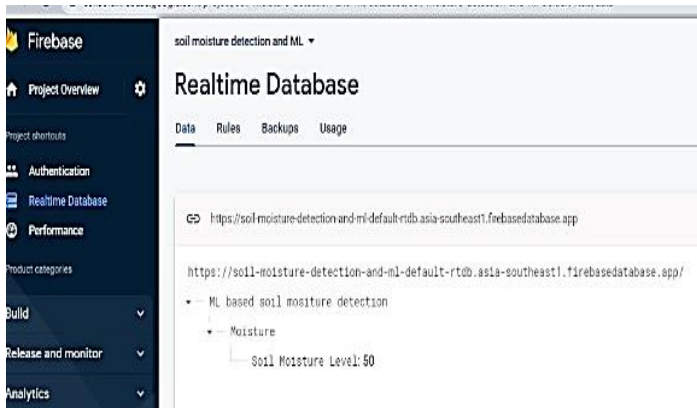 Firebase
Project Overview
Project shortcuts
Authentication
Realtime Database
Performance
Product categories
Build
Release and monitor
Analytics
soil moisture detection and ML
Realtime Database
Data Rules Backups Usage
https://soil-moisture-detection-and-ml-default-rtdb.asia-southeast1.firebasedatabase.app
https://soil-moisture-detection-and-ml-default-rtdb.asia-southeast1.firebasedatabase.app/
ML based soil mositure detection
Moisture
Soil Moisture Level: 50